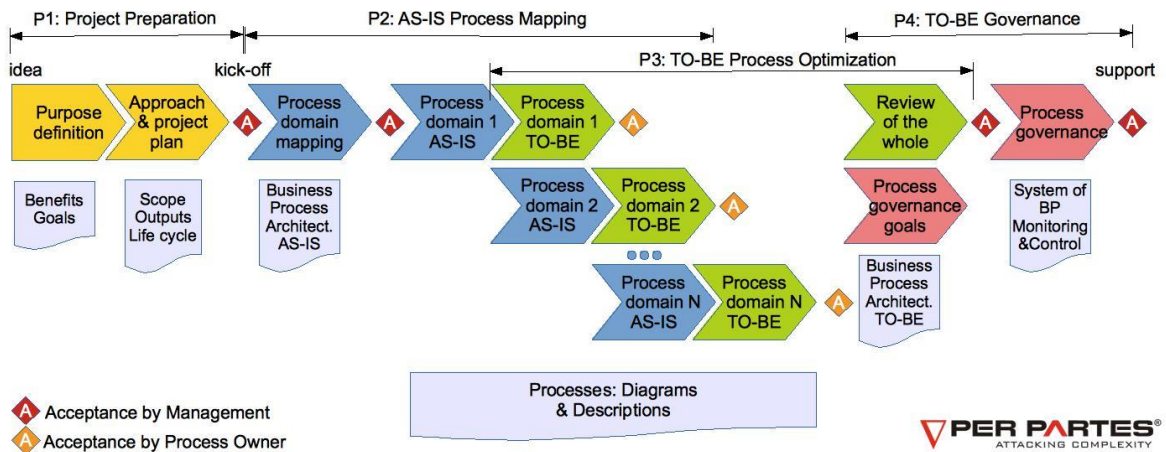 P1: Project Preparation
P2: AS-IS Process Mapping
P4: TO-BE Governance
P3: TO-BE Process Optimization
idea
kick-off
support
Purpose
definition
Approach
& project
plan
A
Process
domain
mapping
A
Process
domain 1
AS-IS
Process
domain 1
TO-BE
A
Review
of the
whole
A
Process
governance
A
Benefits
Goals
Scope
Outputs
Life cycle
Business
Process
Architect.
AS-IS
Process
domain 2
AS-IS
Process
domain 2
TO-BE
A
Process
governance
goals
System of
BP
Monitoring
&Control
Process
domain N
AS-IS
Process
domain N
TO-BE
A
Business
Process
Architect.
TO-BE
Processes: Diagrams
& Descriptions
A Acceptance by Management
A Acceptance by Process Owner
PER PARTES®
ATTACKING COMPLEXITY